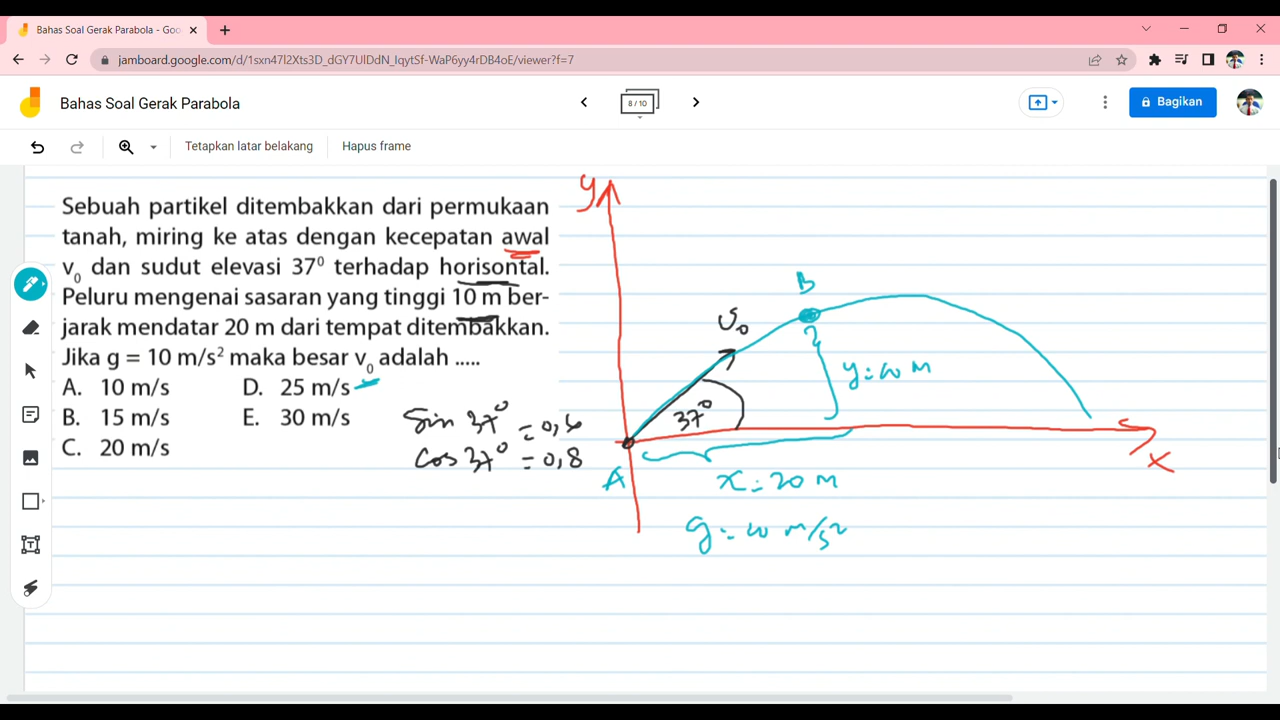 Bahas Soal Gerak Parabola - Goo
jamboard.google.com/d/1sxn47l2Xts3D_dGY7UlDdN_IqytSf-WaP6yy4rDB4oE/viewer?f=7
Bahas Soal Gerak Parabola
8 / 10
Bagikan
Tetapkan latar belakang
Hapus frame
Sebuah partikel ditembakkan dari permukaan
tanah, miring ke atas dengan kecepatan awal
v₀ dan sudut elevasi 37⁰ terhadap horisontal.
Peluru mengenai sasaran yang tinggi 10 m ber-
jarak mendatar 20 m dari tempat ditembakkan.
Jika g = 10 m/s² maka besar v₀ adalah .....
A. 10 m/s D. 25 m/s
B. 15 m/s E. 30 m/s
C. 20 m/s
Sin 37⁰ = 0,6
Cos 37⁰ = 0,8
y
B
v₀
y = 10 m
37⁰
A
x
x = 20 m
g = 10 m/s²